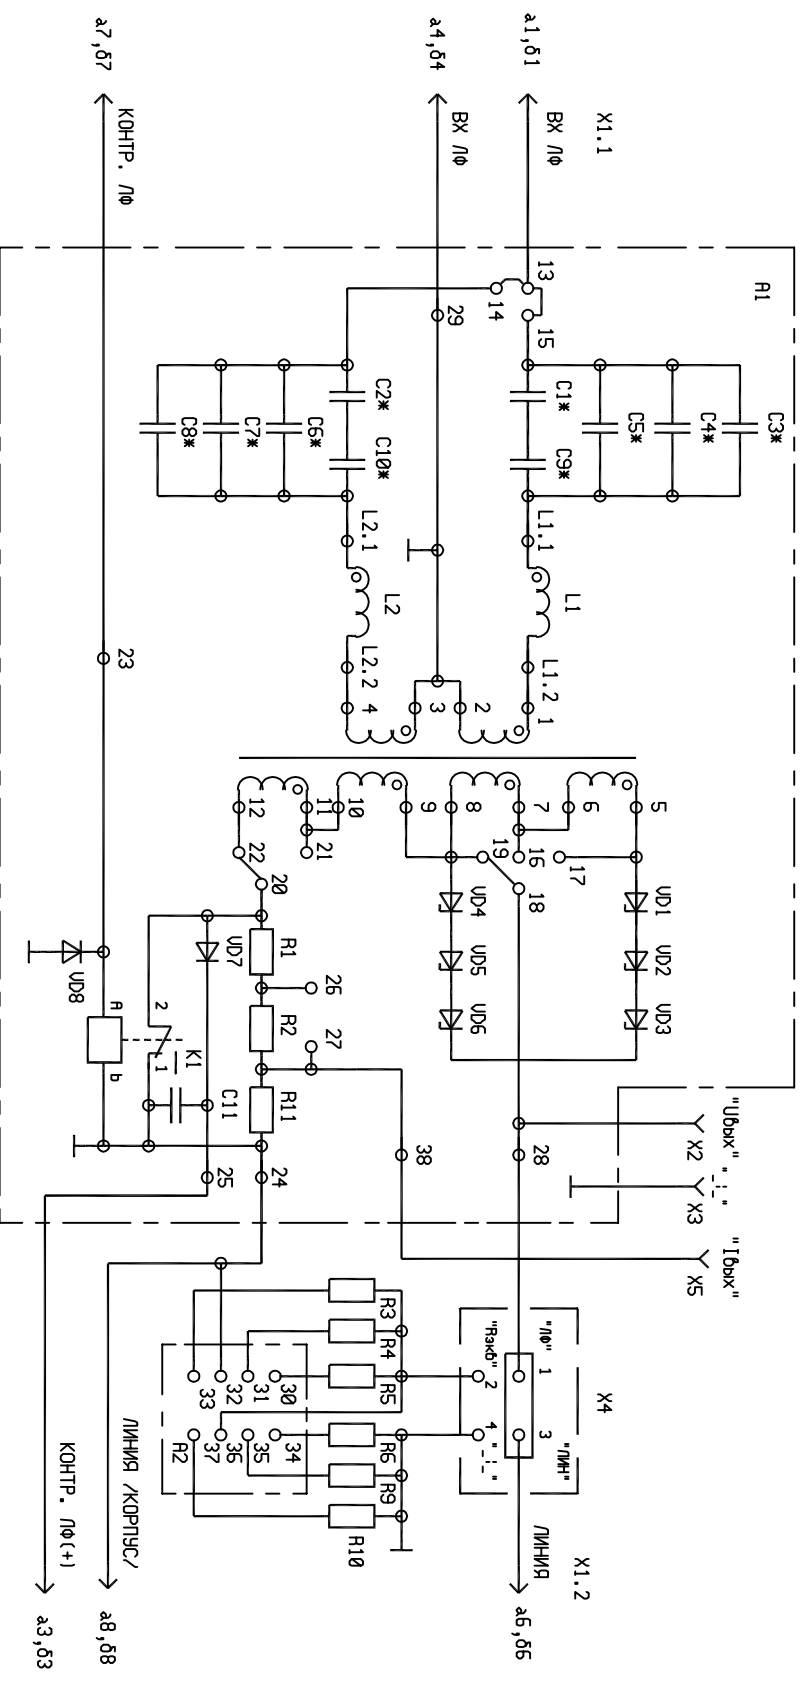 X1.1
а1,б1
ВХ ЛФ
а4,б4
ВХ ЛФ
а7,б7
КОНТР. ЛФ
А1
13
14
15
29
23
C3*
C4*
C5*
C1*
C9*
C2*
C10*
C6*
C7*
C8*
L1.1
L1
L1.2
L2.1
L2
L2.2
1
2
3
4
5
6
7
8
9
10
11
12
16
17
18
19
20
21
22
VD1
VD2
VD3
VD4
VD5
VD6
VD7
VD8
R1
R2
R11
26
27
A
b
2
1
K1
C11
28
38
24
25
"Uвых"
X2
X3
"Iвых"
X5
R3
R4
R5
R6
R9
R10
30
31
32
33
34
35
36
37
А2
X4
"ЛФ"
1
"Rэкв"
2
3
"ЛИН"
4
X1.2
ЛИНИЯ
а6,б6
ЛИНИЯ /КОРПУС/
а8,б8
КОНТР. ЛФ(+)
а3,б3